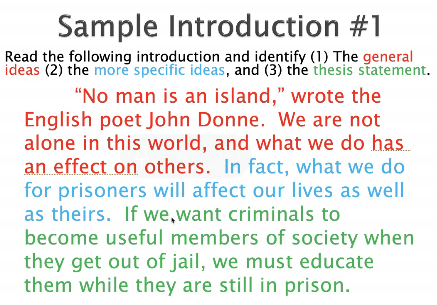 Sample Introduction #1
Read the following introduction and identify (1) The general
ideas (2) the more specific ideas, and (3) the thesis statement.
“No man is an island,” wrote the
English poet John Donne. We are not
alone in this world, and what we do has
an effect on others. In fact, what we do
for prisoners will affect our lives as well
as theirs. If we want criminals to
become useful members of society when
they get out of jail, we must educate
them while they are still in prison.